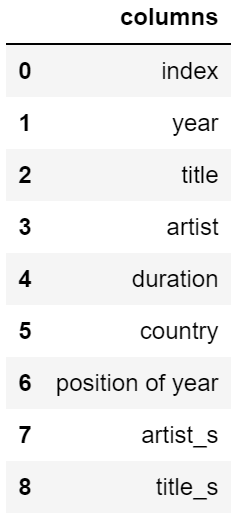 columns
0 index
1 year
2 title
3 artist
4 duration
5 country
6 position of year
7 artist_s
8 title_s